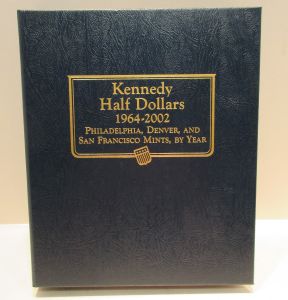 Kennedy
Half Dollars
1964-2002
Philadelphia, Denver, and
San Francisco Mints, by Year